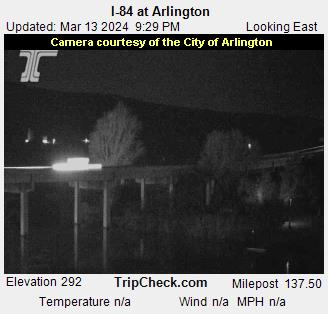 I-84 at Arlington
Updated: Mar 13 2024 9:29 PM Looking East
Camera courtesy of the City of Arlington
Elevation 292 TripCheck.com Milepost 137.50
Temperature n/a Wind n/a MPH n/a